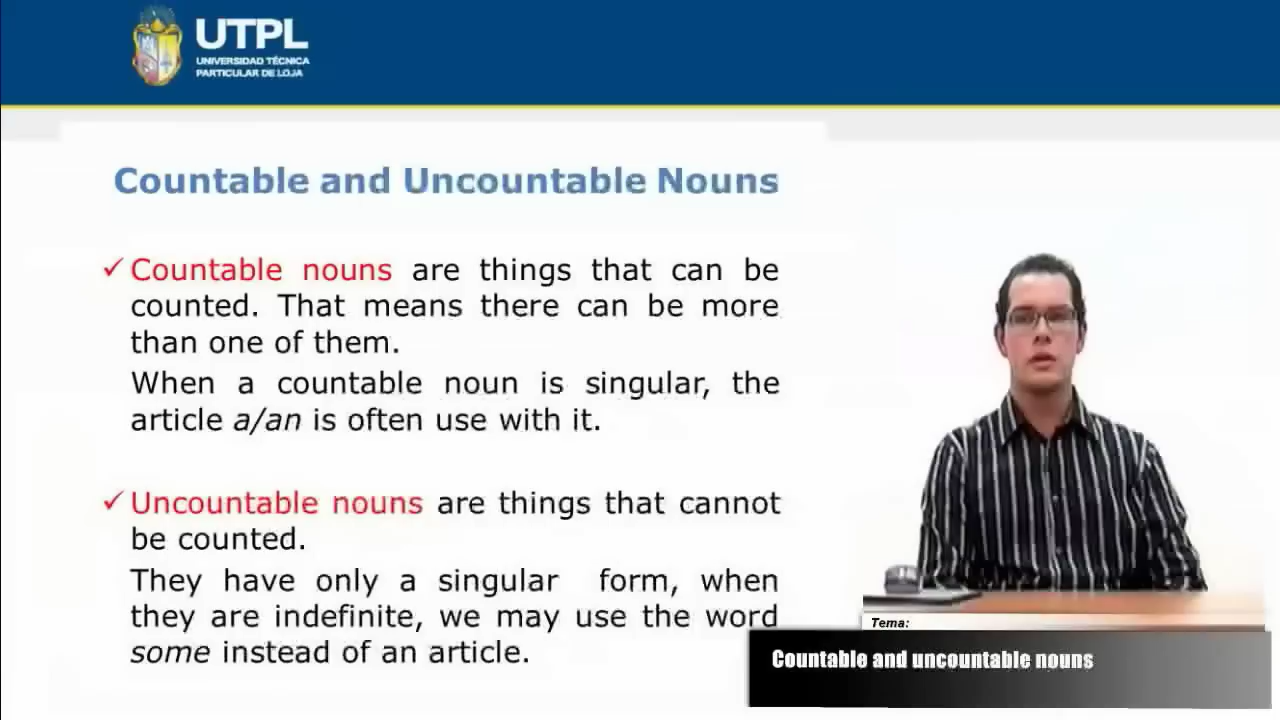 UTPL
UNIVERSIDAD TÉCNICA
PARTICULAR DE LOJA
Countable and Uncountable Nouns
Countable nouns are things that can be
counted. That means there can be more
than one of them.
When a countable noun is singular, the
article a/an is often use with it.
Uncountable nouns are things that cannot
be counted.
They have only a singular form, when
they are indefinite, we may use the word
some instead of an article.
Tema:
Countable and uncountable nouns